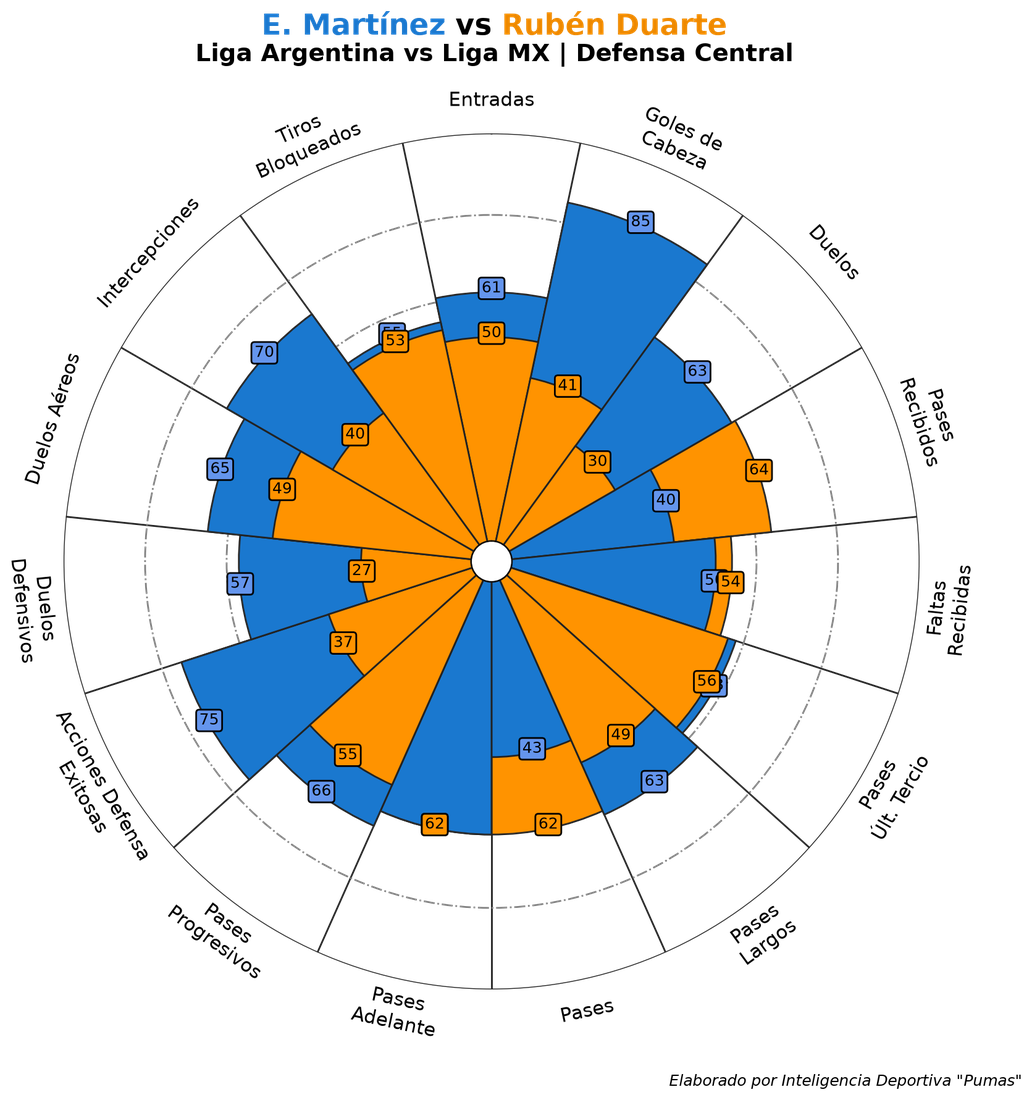 E. Martínez vs Rubén Duarte
Liga Argentina vs Liga MX | Defensa Central
Entradas
Goles de
Cabeza
Duelos
Pases
Recibidos
Faltas
Recibidas
Pases
Últ. Tercio
Pases
Largos
Pases
Pases
Adelante
Pases
Progresivos
Acciones Defensa
Exitosas
Duelos
Defensivos
Duelos Aéreos
Intercepciones
Tiros
Bloqueados
61
50
85
41
63
30
40
64
54
56
49
63
43
62
62
55
66
37
75
27
57
49
65
40
70
53
Elaborado por Inteligencia Deportiva "Pumas"